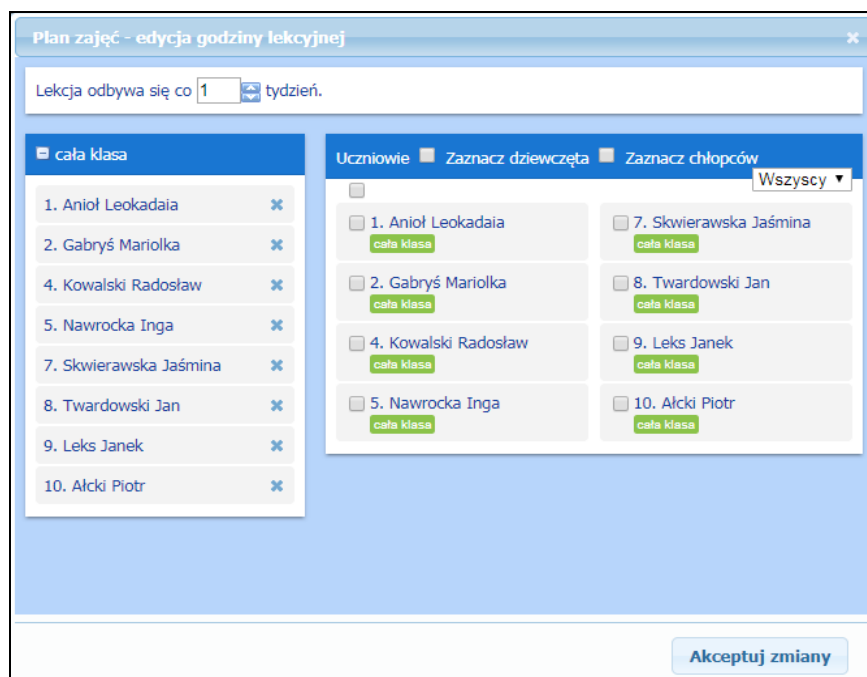 Plan zajęć - edycja godziny lekcyjnej
Lekcja odbywa się co 1 tydzień.
cała klasa
1. Anioł Leokadaia
2. Gabryś Mariolka
4. Kowalski Radosław
5. Nawrocka Inga
7. Skwierawska Jaśmina
8. Twardowski Jan
9. Leks Janek
10. Ałcki Piotr
Uczniowie Zaznacz dziewczęta Zaznacz chłopców
Wszyscy
1. Anioł Leokadaia
cała klasa
2. Gabryś Mariolka
cała klasa
4. Kowalski Radosław
cała klasa
5. Nawrocka Inga
cała klasa
7. Skwierawska Jaśmina
cała klasa
8. Twardowski Jan
cała klasa
9. Leks Janek
cała klasa
10. Ałcki Piotr
cała klasa
Akceptuj zmiany